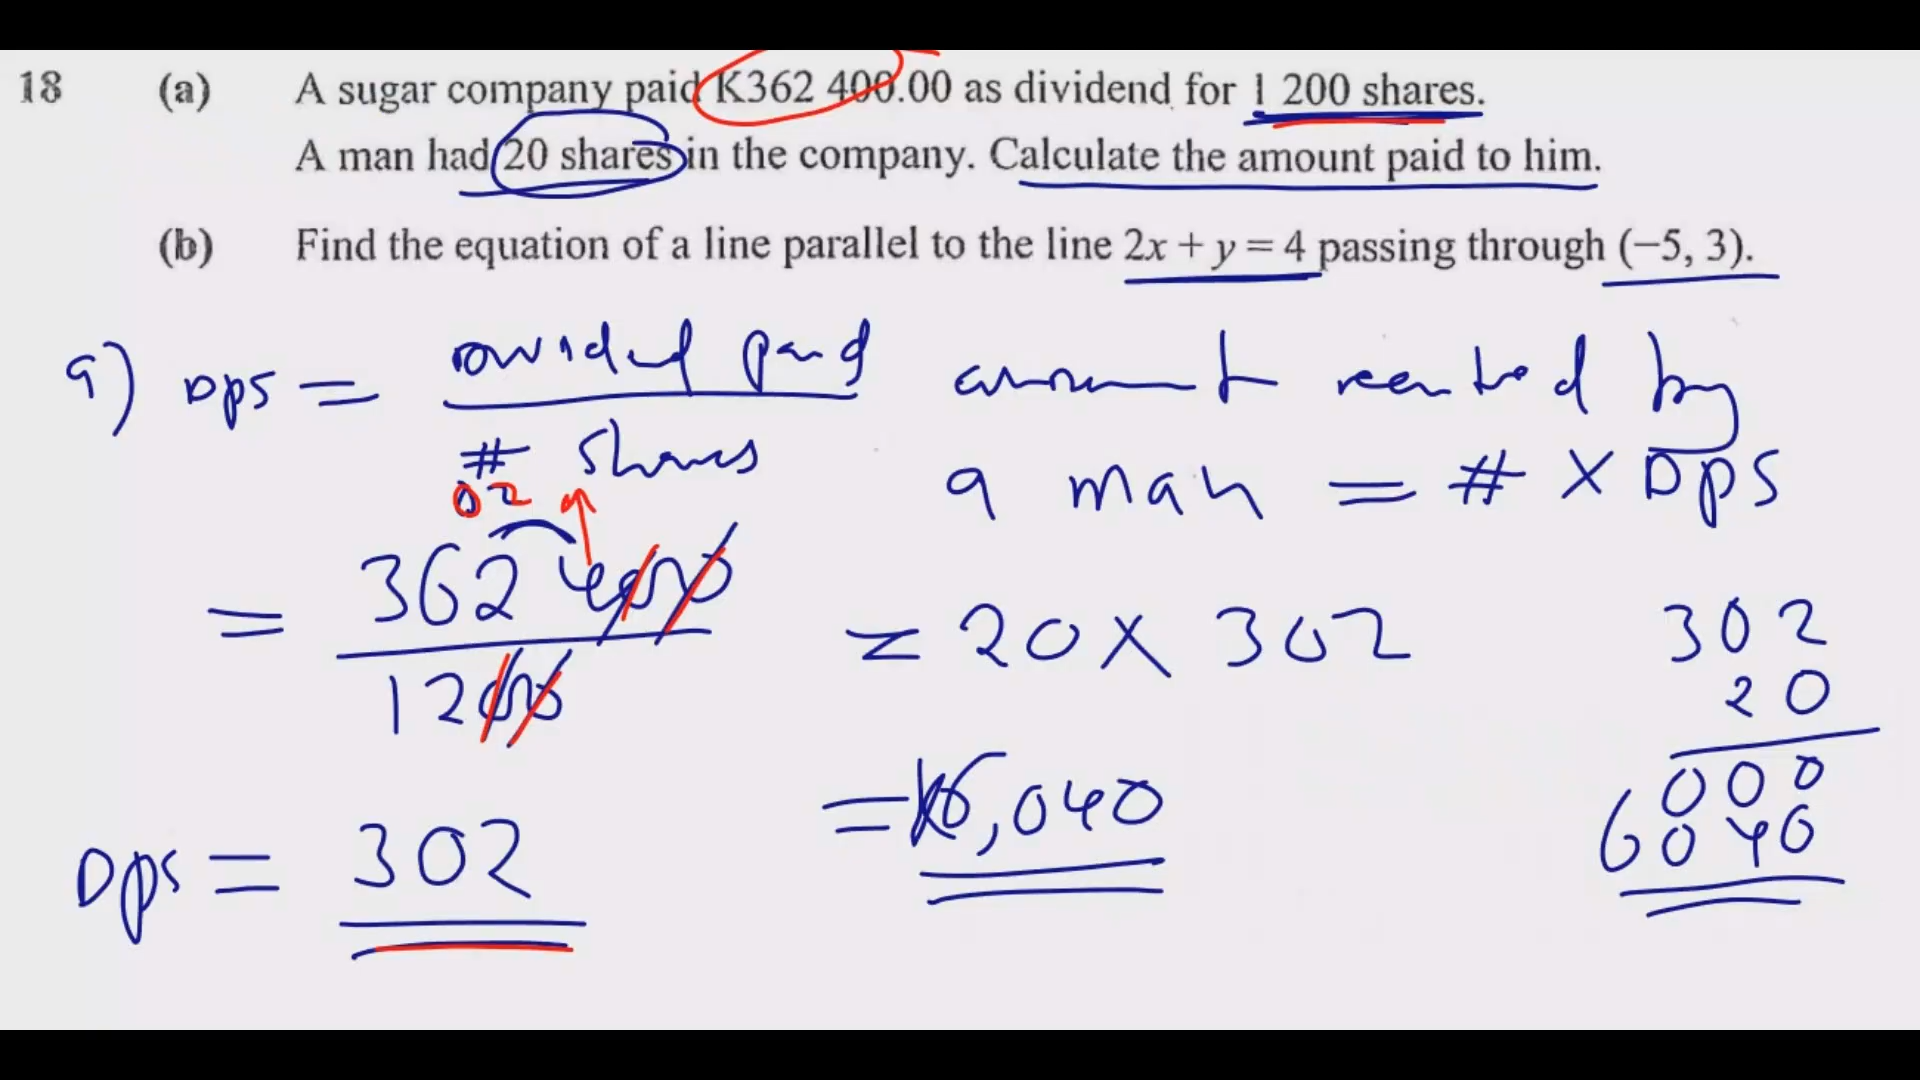 18 (a) A sugar company paid K362 400.00 as dividend for 1 200 shares.
A man had 20 shares in the company. Calculate the amount paid to him.
(b) Find the equation of a line parallel to the line 2x + y = 4 passing through (−5, 3).
a) DPS = paid
# shares
amount by
a man = # × DPS
02
= 362 400
1200
= 20 × 302
302
20
000
6040
DPS = 302
= K6,040